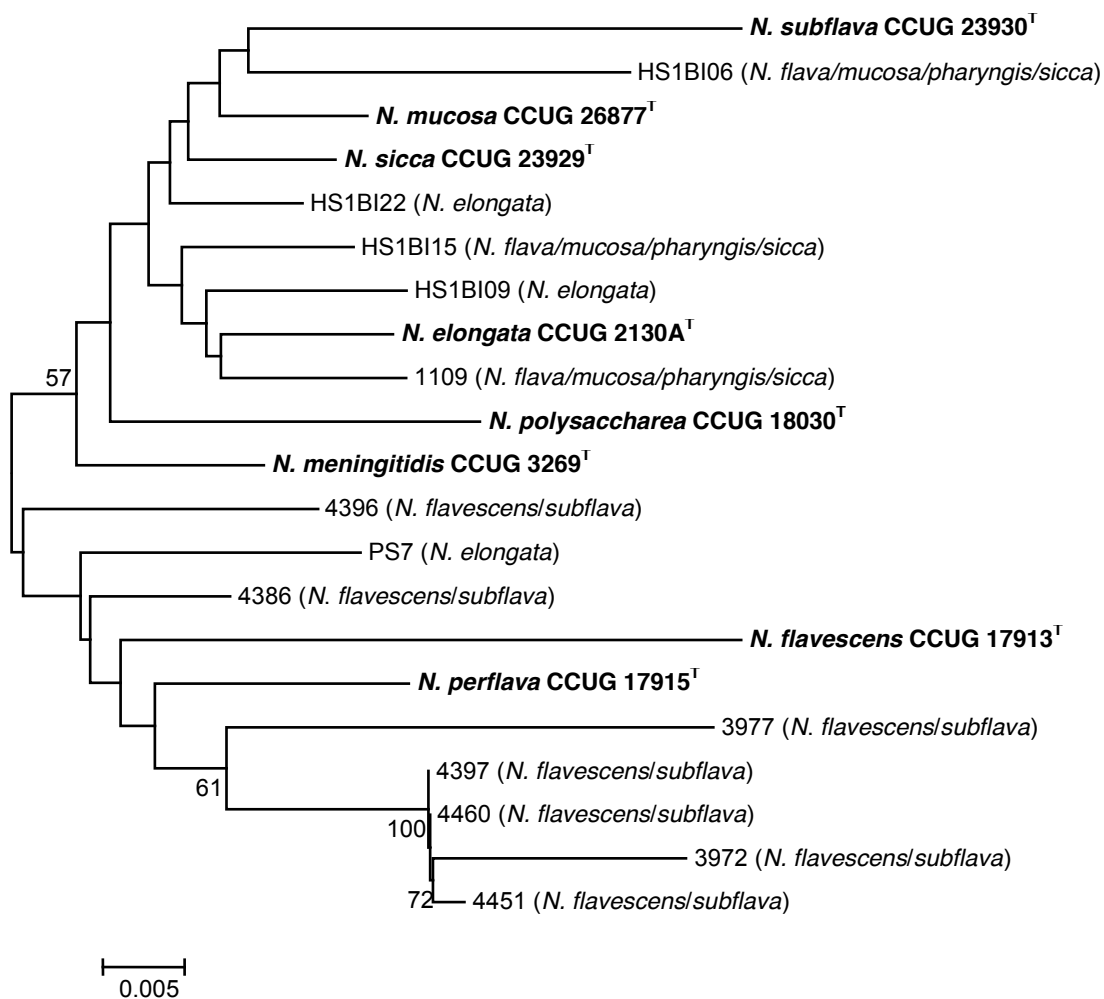 N. subflava CCUG 23930T
HS1BI06 (N. flava/mucosa/pharyngis/sicca)
N. mucosa CCUG 26877T
N. sicca CCUG 23929T
HS1BI22 (N. elongata)
HS1BI15 (N. flava/mucosa/pharyngis/sicca)
HS1BI09 (N. elongata)
N. elongata CCUG 2130AT
1109 (N. flava/mucosa/pharyngis/sicca)
57
N. polysaccharea CCUG 18030T
N. meningitidis CCUG 3269T
4396 (N. flavescens/subflava)
PS7 (N. elongata)
4386 (N. flavescens/subflava)
N. flavescens CCUG 17913T
N. perflava CCUG 17915T
3977 (N. flavescens/subflava)
61
4397 (N. flavescens/subflava)
4460 (N. flavescens/subflava)
100
3972 (N. flavescens/subflava)
72
4451 (N. flavescens/subflava)
0.005